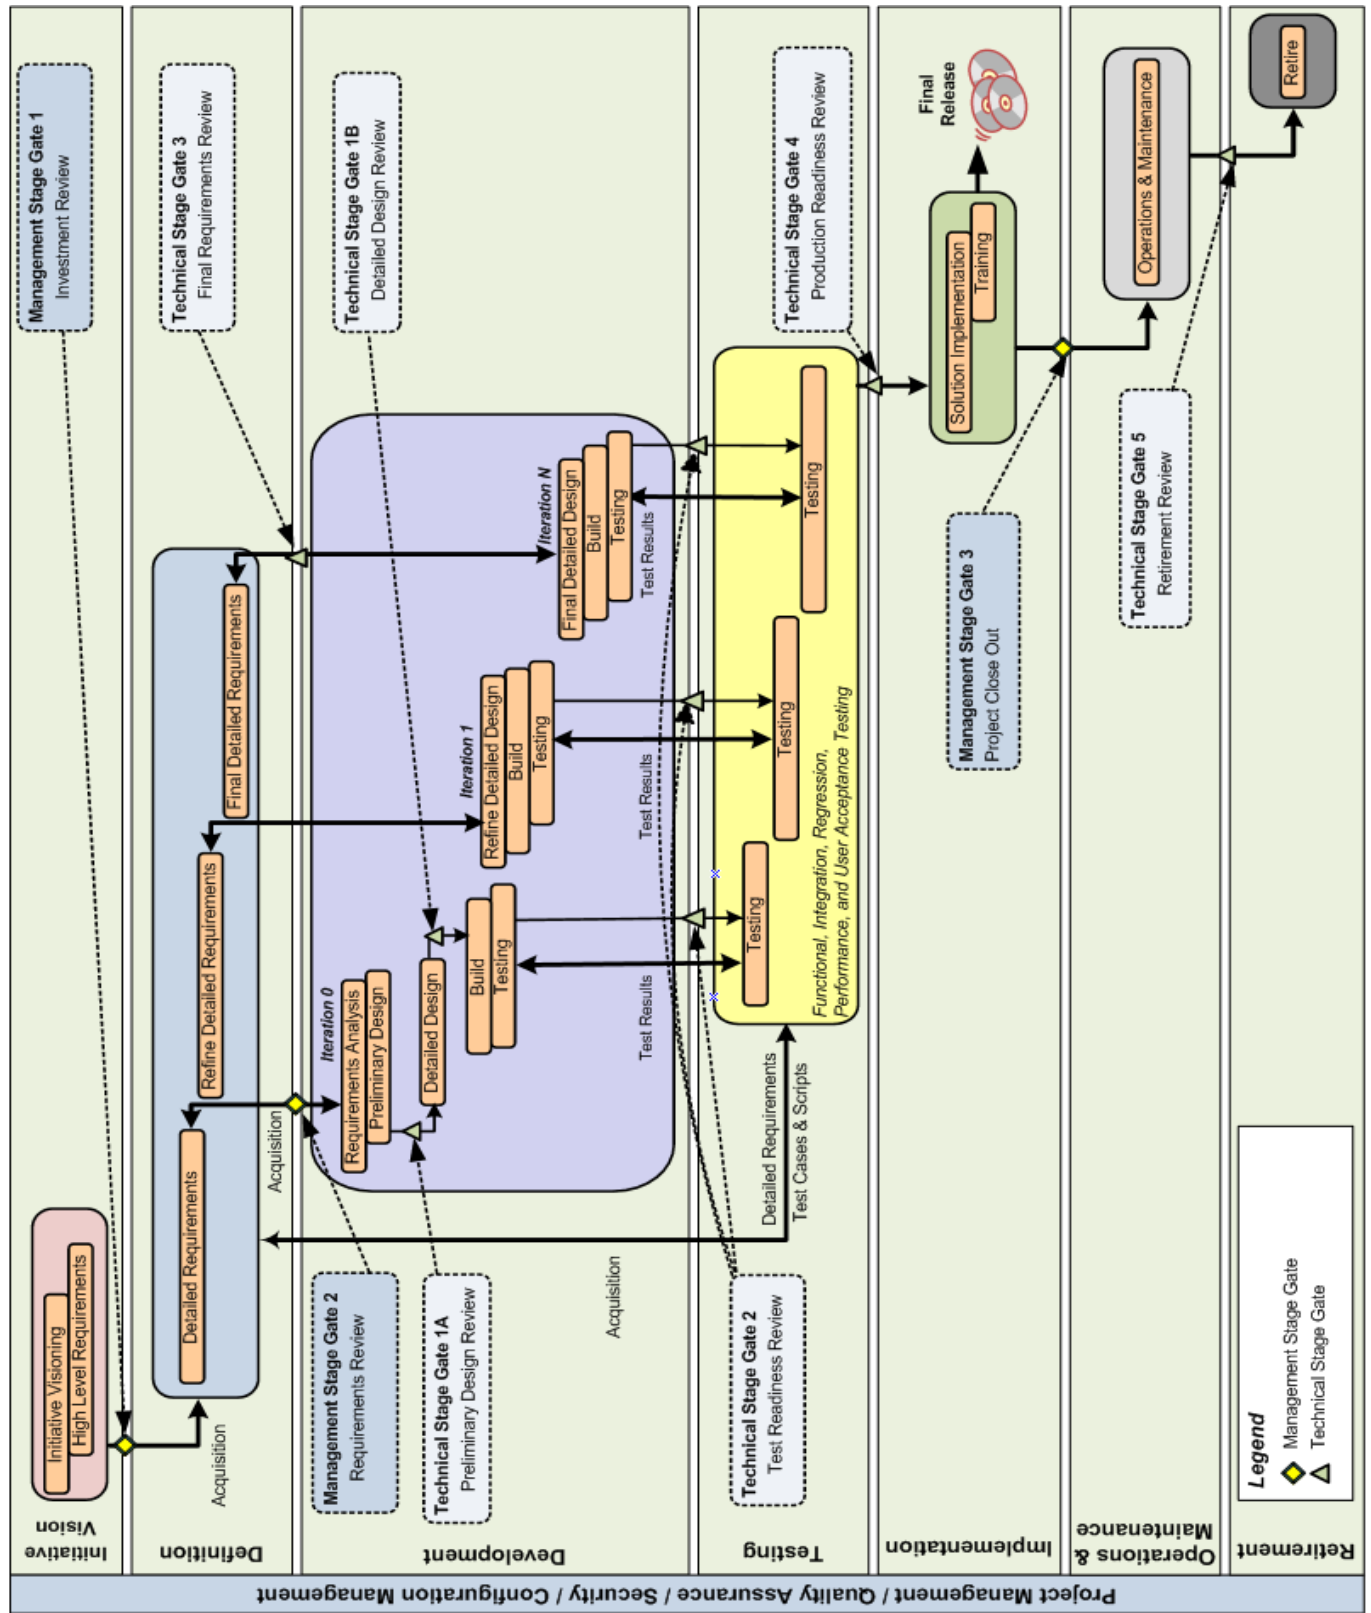 Project Management / Quality Assurance / Security / Configuration Management
Initiative
Vision
Initiative Visioning
High Level Requirements
Management Stage Gate 1
Investment Review
Definition
Acquisition
Detailed Requirements
Refine Detailed Requirements
Final Detailed Requirements
Technical Stage Gate 3
Final Requirements Review
Acquisition
Development
Management Stage Gate 2
Requirements Review
Technical Stage Gate 1A
Preliminary Design Review
Iteration 0
Requirements Analysis
Preliminary Design
Detailed Design
Build
Testing
Iteration 1
Refine Detailed Design
Build
Testing
Iteration N
Final Detailed Design
Build
Testing
Technical Stage Gate 1B
Detailed Design Review
Acquisition
Test Results
Test Results
Test Results
Testing
Technical Stage Gate 2
Test Readiness Review
Detailed Requirements
Test Cases & Scripts
Testing
Testing
Testing
Functional, Integration, Regression,
Performance, and User Acceptance Testing
Technical Stage Gate 4
Production Readiness Review
Implementation
Management Stage Gate 3
Project Close Out
Solution Implementation
Training
Final
Release
Operations &
Maintenance
Technical Stage Gate 5
Retirement Review
Operations & Maintenance
Retirement
Retire
Legend
Management Stage Gate
Technical Stage Gate